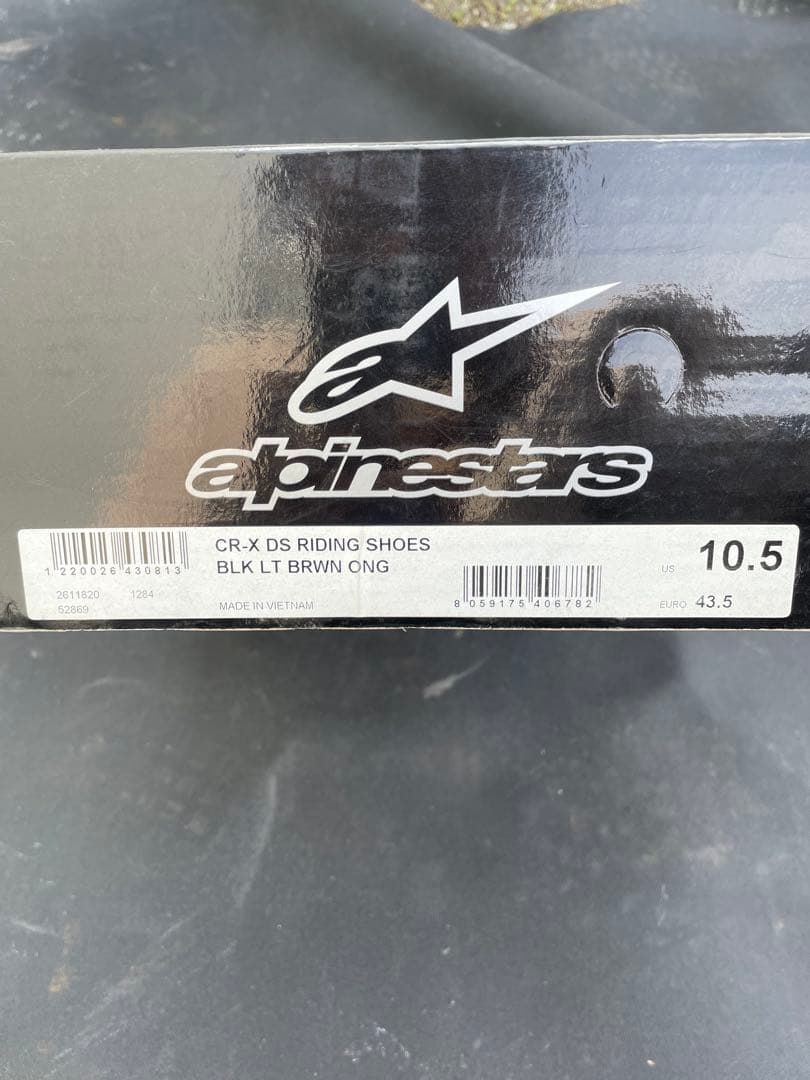 a
alpinestars
1 220026 430813
2611820 1284
52869
CR-X DS RIDING SHOES
BLK LT BRWN ONG
MADE IN VIETNAM
8 059175 406782
US 10.5
EURO 43.5